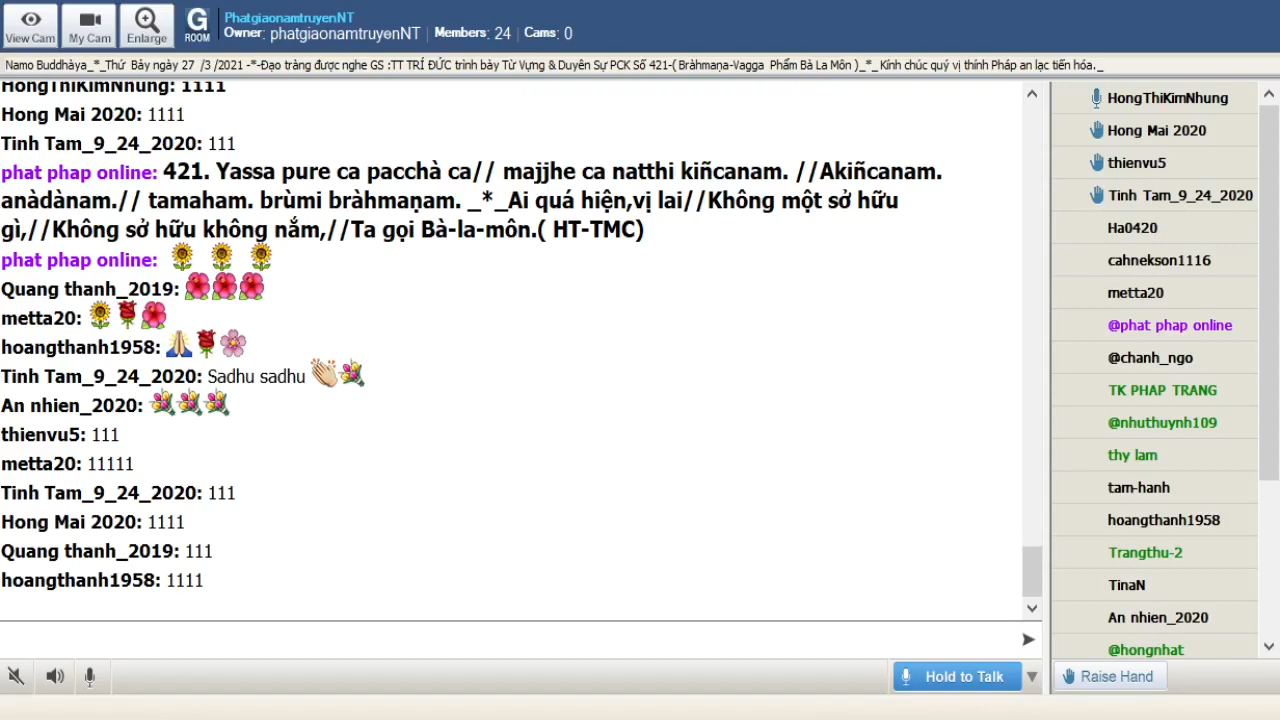 PhatgiaonamtruyenNT
View Cam
My Cam
Enlarge
G ROOM
Owner: phatgiaonamtruyenNT | Members: 24 | Cams: 0
Namo Buddhàya_*_Thứ Bảy ngày 27 /3 /2021 -*-Đạo tràng được nghe GS :TT TRÍ ĐỨC trình bày Từ Vựng & Duyên Sự PCK Số 421-( Bràhmaṇa-Vagga Phẩm Bà La Môn )_*_ Kính chúc quý vị thính Pháp an lạc tiến hóa._
HongThiKimNhung: 1111
Hong Mai 2020: 1111
Tinh Tam_9_24_2020: 111
phat phap online: 421. Yassa pure ca pacchà ca// majjhe ca natthi kiñcanam. //Akiñcanam.
anàdànam.// tamaham. brùmi bràhmaṇam. _*_Ai quá hiện,vị lai//Không một sở hữu
gì,//Không sở hữu không nắm,//Ta gọi Bà-la-môn.( HT-TMC)
phat phap online:
Quang thanh_2019:
metta20:
hoangthanh1958:
Tinh Tam_9_24_2020: Sadhu sadhu
An nhien_2020:
thienvu5: 111
metta20: 11111
Tinh Tam_9_24_2020: 111
Hong Mai 2020: 1111
Quang thanh_2019: 111
hoangthanh1958: 1111
HongThiKimNhung
Hong Mai 2020
thienvu5
Tinh Tam_9_24_2020
Ha0420
cahnekson1116
metta20
@phat phap online
@chanh_ngo
TK PHAP TRANG
@nhuthuynh109
thy lam
tam-hanh
hoangthanh1958
Trangthu-2
TinaN
An nhien_2020
@hongnhat
Hold to Talk
Raise Hand